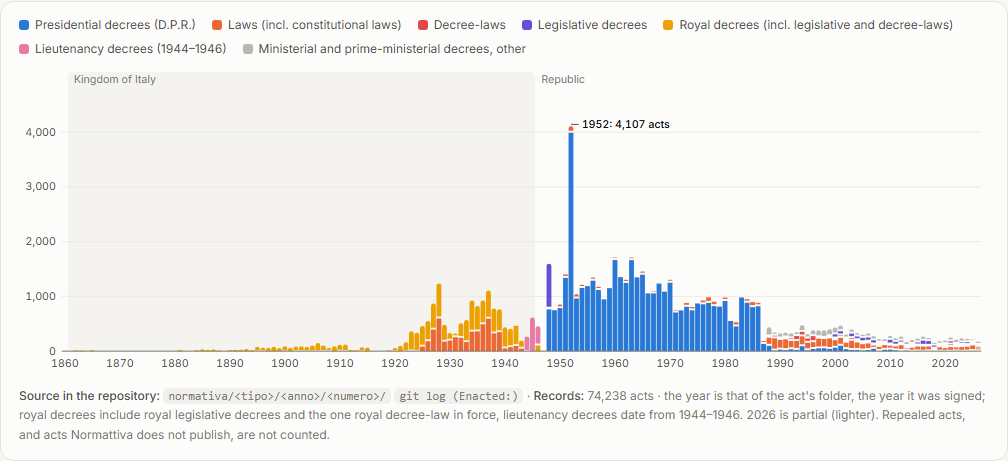 Presidential decrees (D.P.R.) Laws (incl. constitutional laws) Decree-laws Legislative decrees Royal decrees (incl. legislative and decree-laws)
Lieutenancy decrees (1944–1946) Ministerial and prime-ministerial decrees, other
Kingdom of Italy Republic
1952: 4,107 acts
4,000
3,000
2,000
1,000
0
1860 1870 1880 1890 1900 1910 1920 1930 1940 1950 1960 1970 1980 1990 2000 2010 2020
Source in the repository: normativa/<tipo>/<anno>/<numero>/ git log (Enacted:) · Records: 74,238 acts · the year is that of the act's folder, the year it was signed;
royal decrees include royal legislative decrees and the one royal decree-law in force, lieutenancy decrees date from 1944–1946. 2026 is partial (lighter). Repealed acts,
and acts Normattiva does not publish, are not counted.